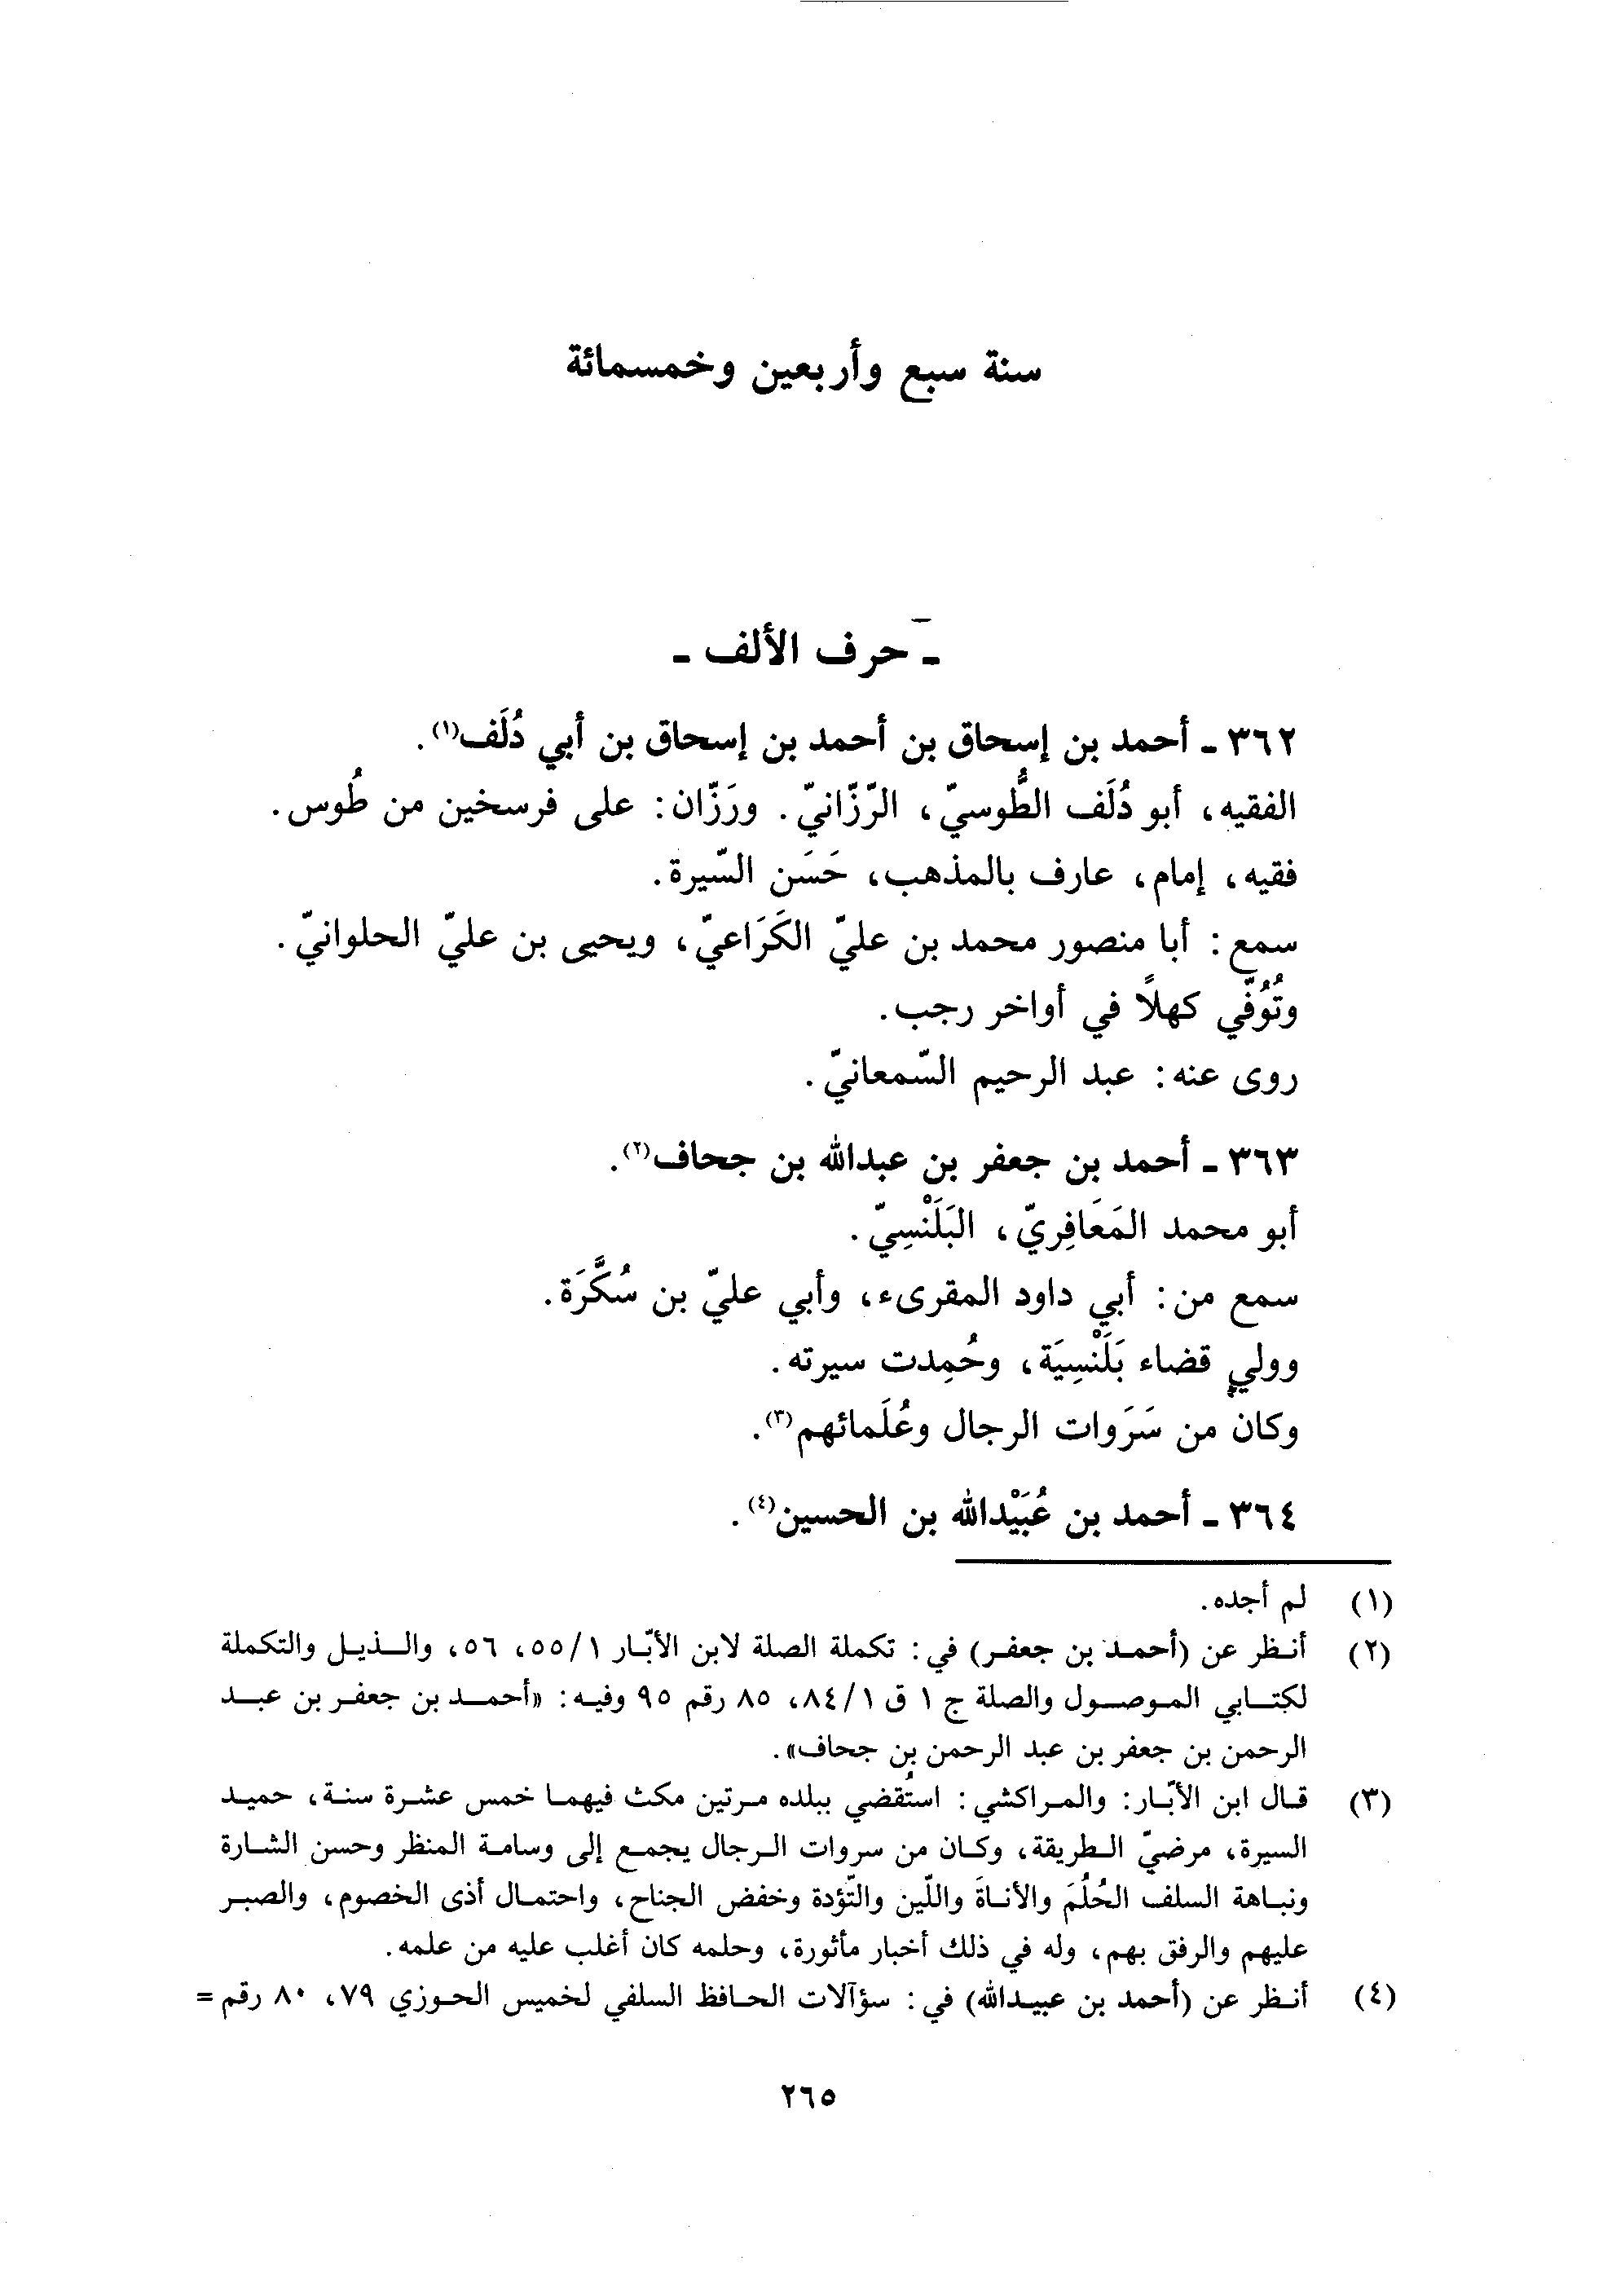 سنة سبع وأربعين وخمسمائة
ـ حرف الألف ـ
٣٦٢ ـ أحمد بن إسحاق بن أحمد بن إسحاق بن أبي دُلَف(١).
الفقيه، أبو دُلَف الطُّوسيّ، الرّزّانيّ. ورَزّان: على فرسخين من طُوس.
فقيه، إمام، عارف بالمذهب، حَسَن السّيرة.
سمع: أبا منصور محمد بن عليّ الكَرَاعيّ، ويحيى بن عليّ الحلوانيّ.
وتُوُفّي كهلًا في أواخر رجب.
روى عنه: عبد الرحيم السّمعانيّ.
٣٦٣ ـ أحمد بن جعفر بن عبدالله بن جحاف(٢).
أبو محمد المَعَافِريّ، البَلَنْسِيّ.
سمع من: أبي داود المقرىء، وأبي عليّ بن سُكَّرَة.
وولي قضاء بَلَنْسِيَة، وحُمِدت سيرته.
وكان من سَرَوات الرجال وعُلَمائهم(٣).
٣٦٤ ـ أحمد بن عُبَيْدالله بن الحسين(٤).
(١) لم أجده.
(٢) أنظر عن (أحمد بن جعفر) في: تكملة الصلة لابن الأبّار ١/٥٥، ٥٦، والذيل والتكملة
لكتابي الموصول والصلة ج ١ ق ١/٨٤، ٨٥ رقم ٩٥ وفيه: «أحمد بن جعفر بن عبد
الرحمن بن جعفر بن عبد الرحمن بن جحاف».
(٣) قال ابن الأبّار: والمراكشي: استُقضي ببلده مرتين مكث فيهما خمس عشرة سنة، حميد
السيرة، مرضيّ الطريقة، وكان من سروات الرجال يجمع إلى وسامة المنظر وحسن الشارة
ونباهة السلف الحُلُمَ والأناةَ واللّين والتّؤدة وخفض الجناح، واحتمال أذى الخصوم، والصبر
عليهم والرفق بهم، وله في ذلك أخبار مأثورة، وحلمه كان أغلب عليه من علمه.
(٤) أنظر عن (أحمد بن عبيدالله) في: سؤآلات الحافظ السلفي لخميس الحوزي ٧٩، ٨٠ رقم =
٢٦٥